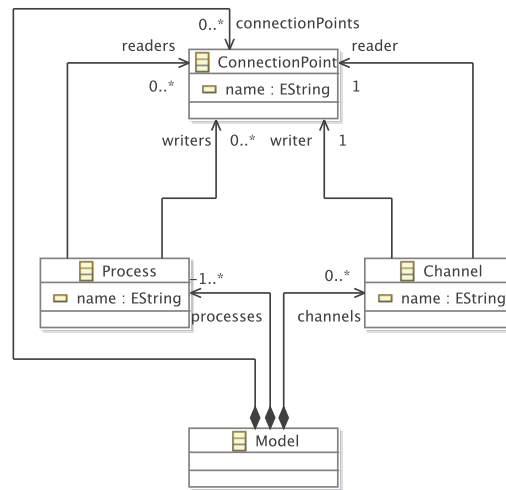 0..* connectionPoints
readers
reader
ConnectionPoint
0..*
name : EString
1
writers 0..* writer 1
Process
Channel
1..*
0..*
name : EString
name : EString
processes
channels
Model